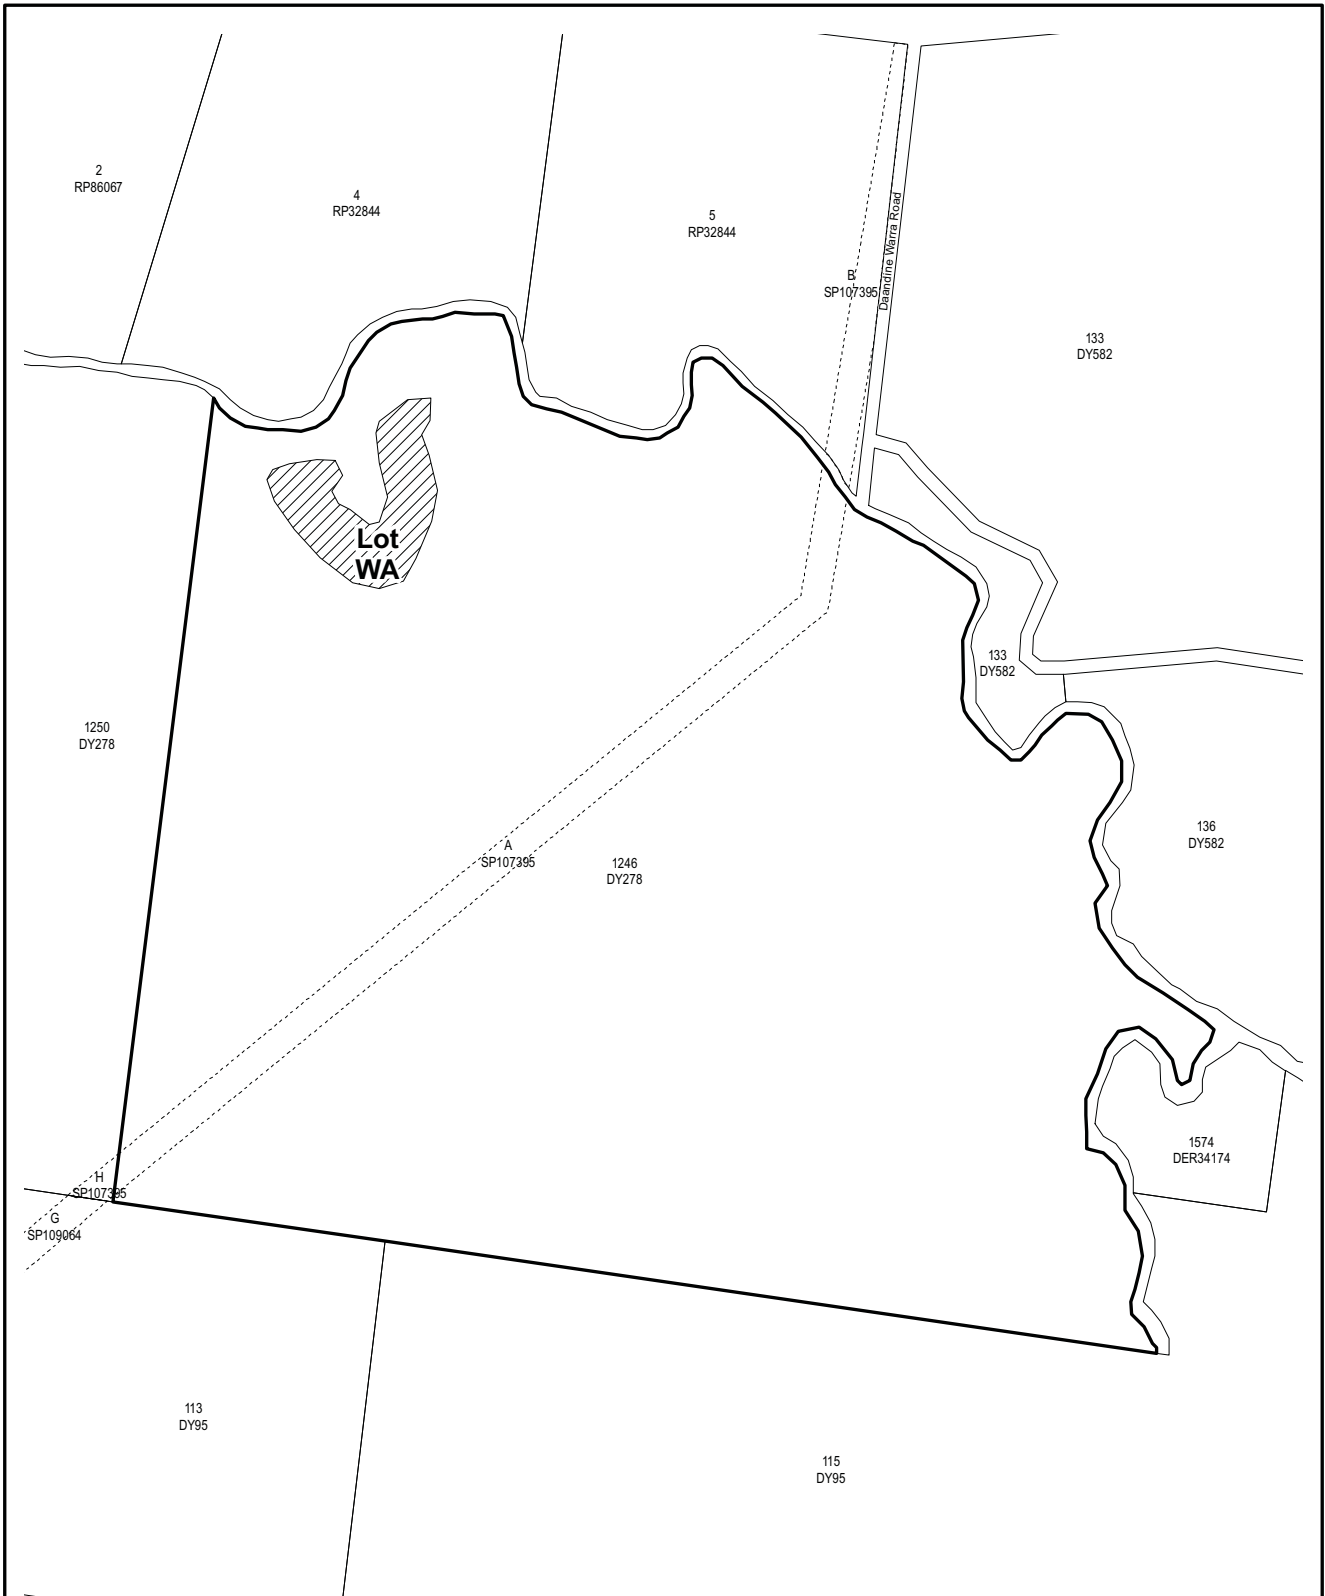 2
RP86067
4
RP32844
5
RP32844
B
SP107395
Daandine Warra Road
133
DY582
Lot
WA
133
DY582
1250
DY278
136
DY582
A
SP107395
1246
DY278
1574
DER34174
H
SP107395
G
SP109064
113
DY95
115
DY95